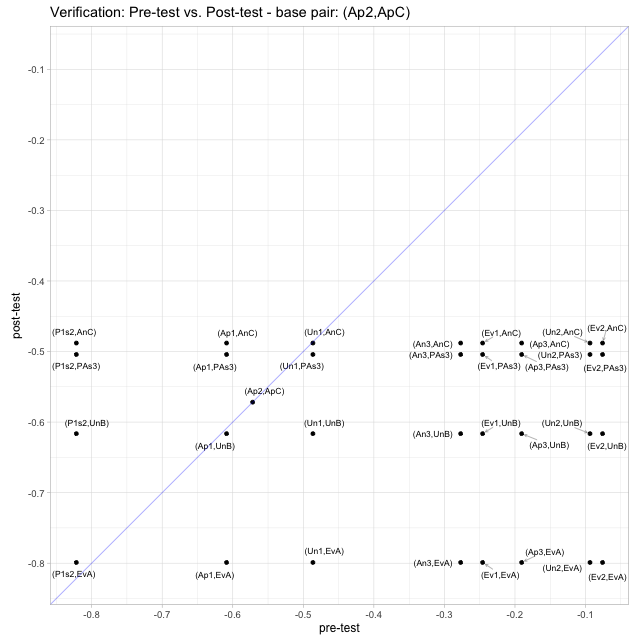 Verification: Pre-test vs. Post-test - base pair: (Ap2,ApC)
-0.1
-0.2
-0.3
-0.4
-0.5
-0.6
-0.7
-0.8
post-test
(P1s2,AnC)
(Ap1,AnC)
(Un1,AnC)
(An3,AnC)
(Ev1,AnC)
(Ap3,AnC)
(Un2,AnC)
(Ev2,AnC)
(P1s2,PAs3)
(Ap1,PAs3)
(Un1,PAs3)
(An3,PAs3)
(Ev1,PAs3)
(Ap3,PAs3)
(Un2,PAs3)
(Ev2,PAs3)
(Ap2,ApC)
(P1s2,UnB)
(Ap1,UnB)
(Un1,UnB)
(An3,UnB)
(Ev1,UnB)
(Ap3,UnB)
(Un2,UnB)
(Ev2,UnB)
(P1s2,EvA)
(Ap1,EvA)
(Un1,EvA)
(An3,EvA)
(Ev1,EvA)
(Ap3,EvA)
(Un2,EvA)
(Ev2,EvA)
-0.8 -0.7 -0.6 -0.5 -0.4 -0.3 -0.2 -0.1
pre-test